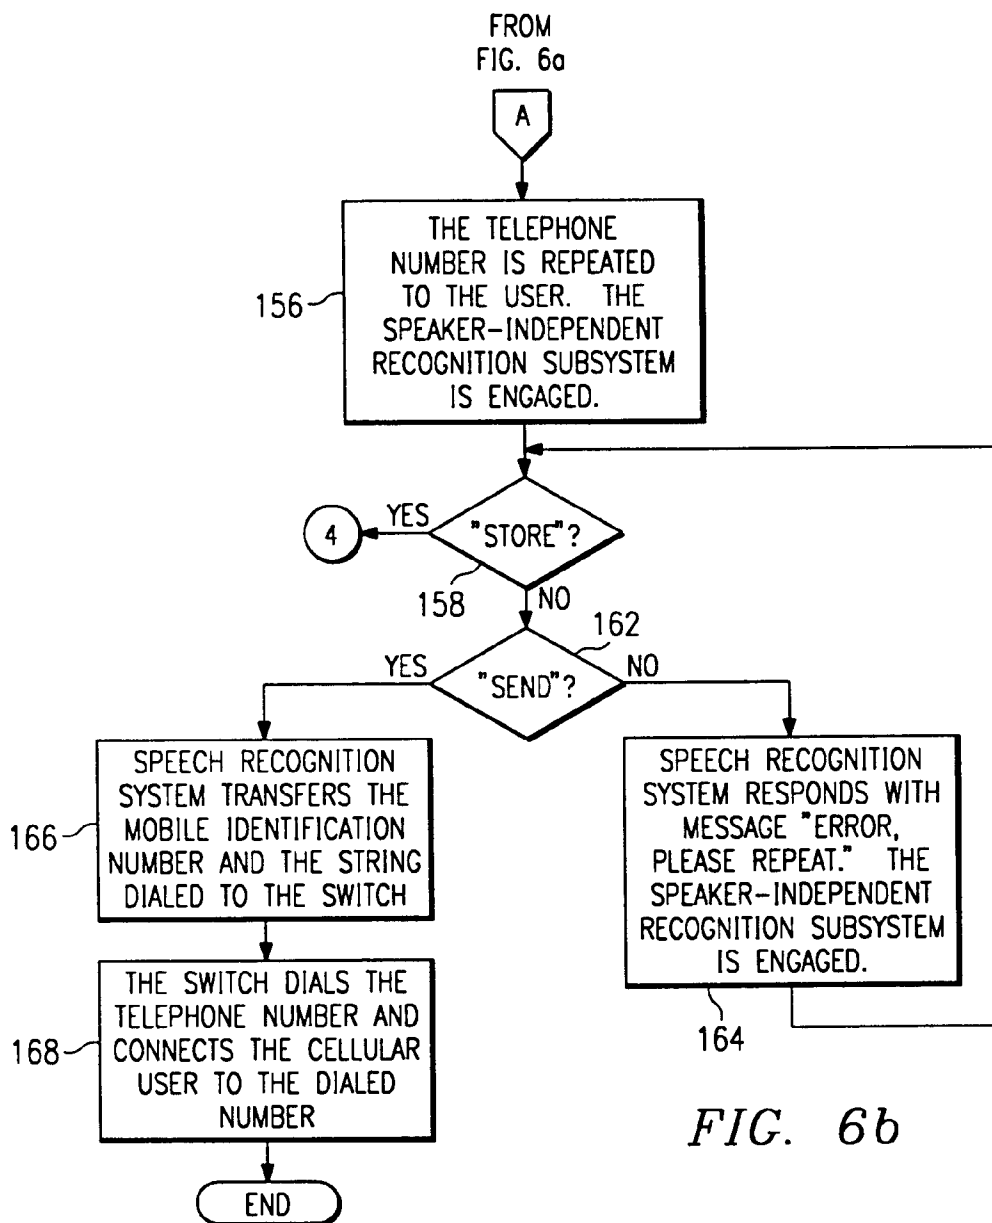 FROM
FIG. 6a
A
THE TELEPHONE
NUMBER IS REPEATED
TO THE USER. THE
SPEAKER-INDEPENDENT
RECOGNITION SUBSYSTEM
IS ENGAGED.
156
YES
4
"STORE"?
158
NO
162
YES
"SEND"?
NO
SPEECH RECOGNITION
SYSTEM TRANSFERS THE
MOBILE IDENTIFICATION
NUMBER AND THE STRING
DIALED TO THE SWITCH
166
SPEECH RECOGNITION
SYSTEM RESPONDS WITH
MESSAGE "ERROR,
PLEASE REPEAT." THE
SPEAKER-INDEPENDENT
RECOGNITION SUBSYSTEM
IS ENGAGED.
164
THE SWITCH DIALS THE
TELEPHONE NUMBER AND
CONNECTS THE CELLULAR
USER TO THE DIALED
NUMBER
168
END
FIG. 6b